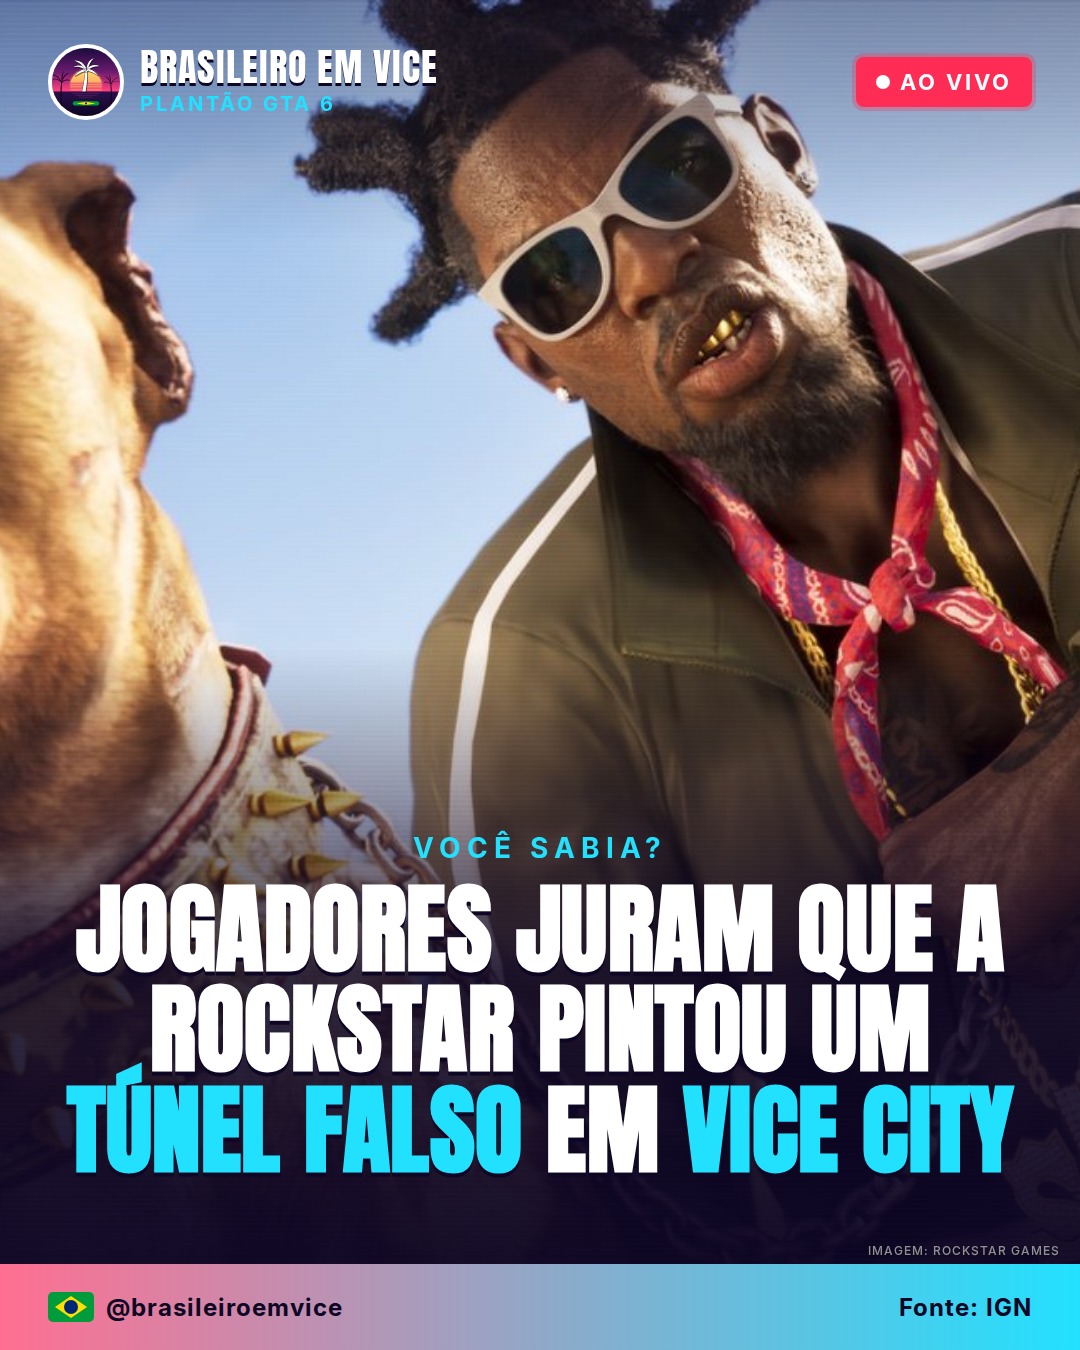 BRASILEIRO EM VICE
PLANTÃO GTA 6
AO VIVO
VOCÊ SABIA?
JOGADORES JURAM QUE A
ROCKSTAR PINTOU UM
TÚNEL FALSO EM VICE CITY
IMAGEM: ROCKSTAR GAMES
@brasileiroemvice
Fonte: IGN